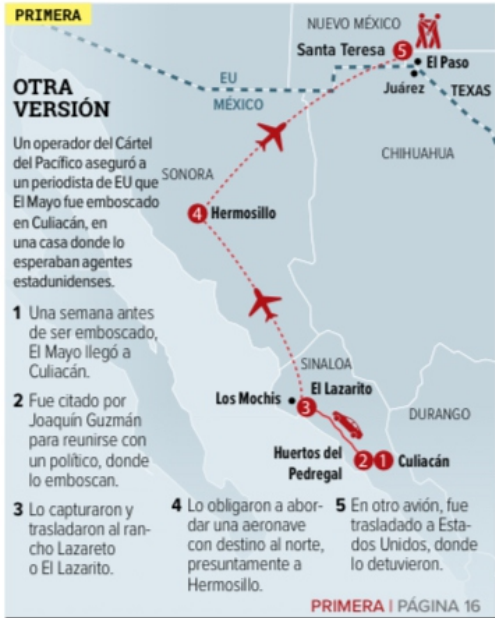 PRIMERA
OTRA
VERSIÓN
Un operador del Cártel
del Pacífico aseguró a
un periodista de EU que
El Mayo fue emboscado
en Culiacán, en
una casa donde lo
esperaban agentes
estadunidenses.
1 Una semana antes
de ser emboscado,
El Mayo llegó a
Culiacán.
2 Fue citado por
Joaquín Guzmán
para reunirse con
un político, donde
lo emboscan.
3 Lo capturaron y
trasladaron al ran-
cho Lazareto
o El Lazarito.
4 Lo obligaron a abor-
dar una aeronave
con destino al norte,
presuntamente a
Hermosillo.
5 En otro avión, fue
trasladado a Esta-
dos Unidos, donde
lo detuvieron.
NUEVO MÉXICO
Santa Teresa 5
El Paso
Juárez
TEXAS
EU
MÉXICO
CHIHUAHUA
SONORA
4 Hermosillo
SINALOA
Los Mochis
El Lazarito
3
DURANGO
Huertos del
Pedregal
2 1 Culiacán
PRIMERA | PÁGINA 16